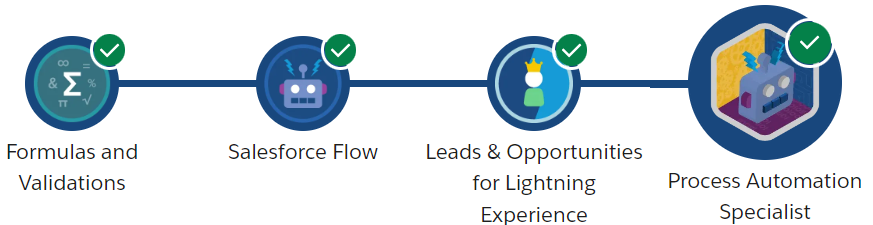 ∞ =
& Σ %
π √
Formulas and
Validations
Salesforce Flow
Leads & Opportunities
for Lightning
Experience
Process Automation
Specialist